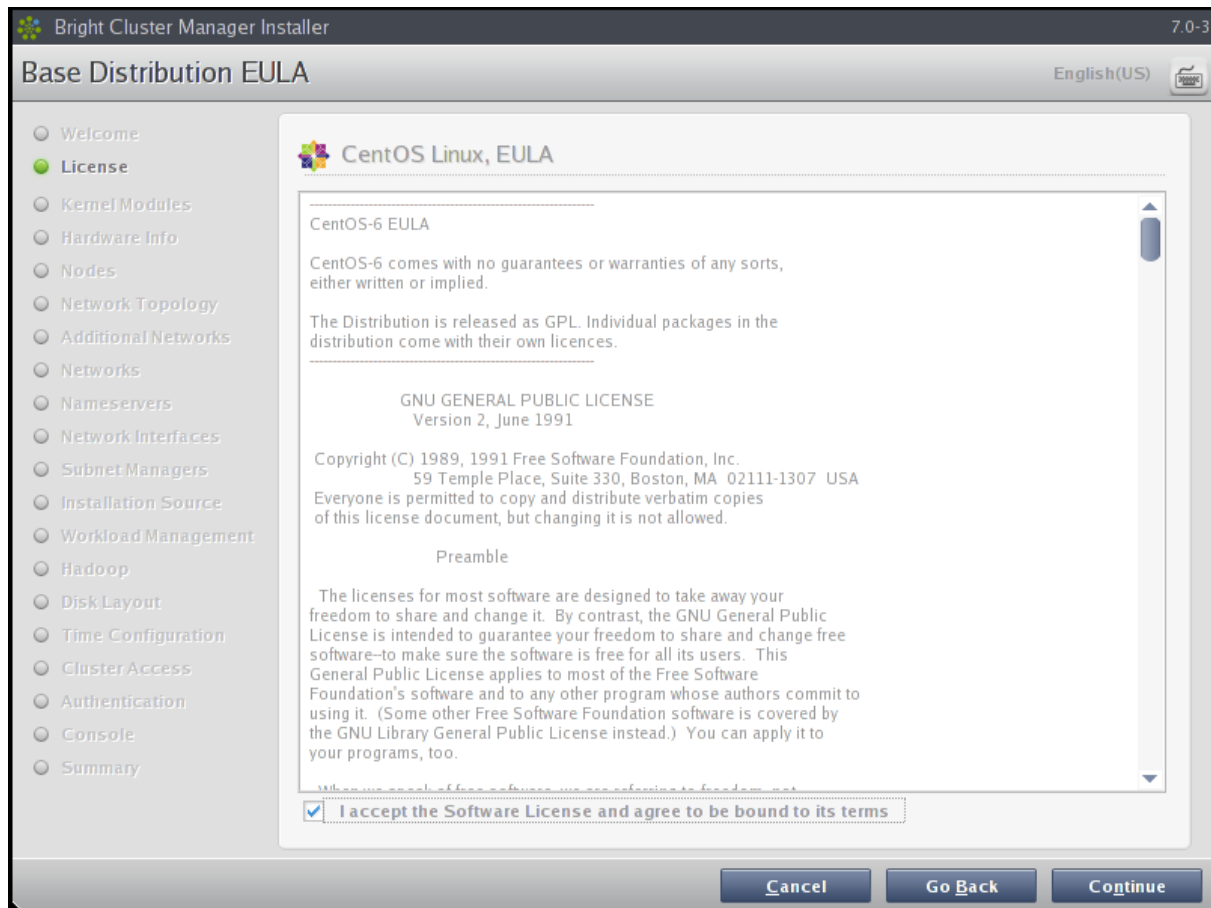 Bright Cluster Manager Installer
7.0-3
Base Distribution EULA
English(US)
Welcome
License
Kernel Modules
Hardware Info
Nodes
Network Topology
Additional Networks
Networks
Nameservers
Network Interfaces
Subnet Managers
Installation Source
Workload Management
Hadoop
Disk Layout
Time Configuration
Cluster Access
Authentication
Console
Summary
CentOS Linux, EULA
CentOS-6 EULA
CentOS-6 comes with no guarantees or warranties of any sorts,
either written or implied.
The Distribution is released as GPL. Individual packages in the
distribution come with their own licences.
GNU GENERAL PUBLIC LICENSE
Version 2, June 1991
Copyright (C) 1989, 1991 Free Software Foundation, Inc.
59 Temple Place, Suite 330, Boston, MA  02111-1307  USA
Everyone is permitted to copy and distribute verbatim copies
of this license document, but changing it is not allowed.
Preamble
The licenses for most software are designed to take away your
freedom to share and change it.  By contrast, the GNU General Public
License is intended to guarantee your freedom to share and change free
software--to make sure the software is free for all its users.  This
General Public License applies to most of the Free Software
Foundation's software and to any other program whose authors commit to
using it.  (Some other Free Software Foundation software is covered by
the GNU Library General Public License instead.)  You can apply it to
your programs, too.
When we speak of free software, we are referring to freedom, not
I accept the Software License and agree to be bound to its terms
Cancel
Go Back
Continue